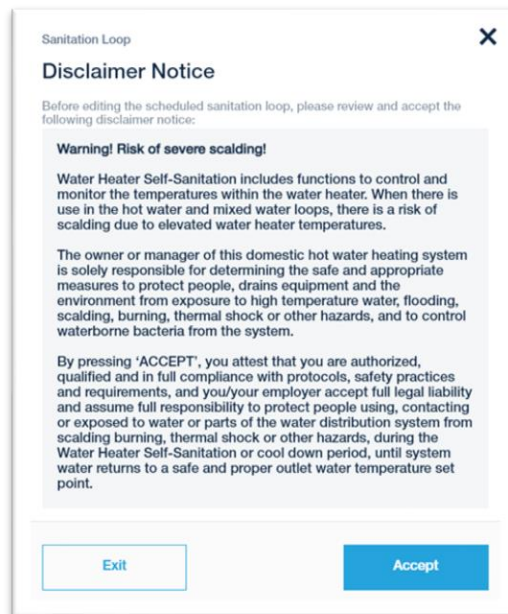 Sanitation Loop
Disclaimer Notice
Before editing the scheduled sanitation loop, please review and accept the
following disclaimer notice:
Warning! Risk of severe scalding!
Water Heater Self-Sanitation includes functions to control and
monitor the temperatures within the water heater. When there is
use in the hot water and mixed water loops, there is a risk of
scalding due to elevated water heater temperatures.
The owner or manager of this domestic hot water heating system
is solely responsible for determining the safe and appropriate
measures to protect people, drains equipment and the
environment from exposure to high temperature water, flooding,
scalding, burning, thermal shock or other hazards, and to control
waterborne bacteria from the system.
By pressing ‘ACCEPT’, you attest that you are authorized,
qualified and in full compliance with protocols, safety practices
and requirements, and you/your employer accept full legal liability
and assume full responsibility to protect people using, contacting
or exposed to water or parts of the water distribution system from
scalding burning, thermal shock or other hazards, during the
Water Heater Self-Sanitation or cool down period, until system
water returns to a safe and proper outlet water temperature set
point.
Exit
Accept